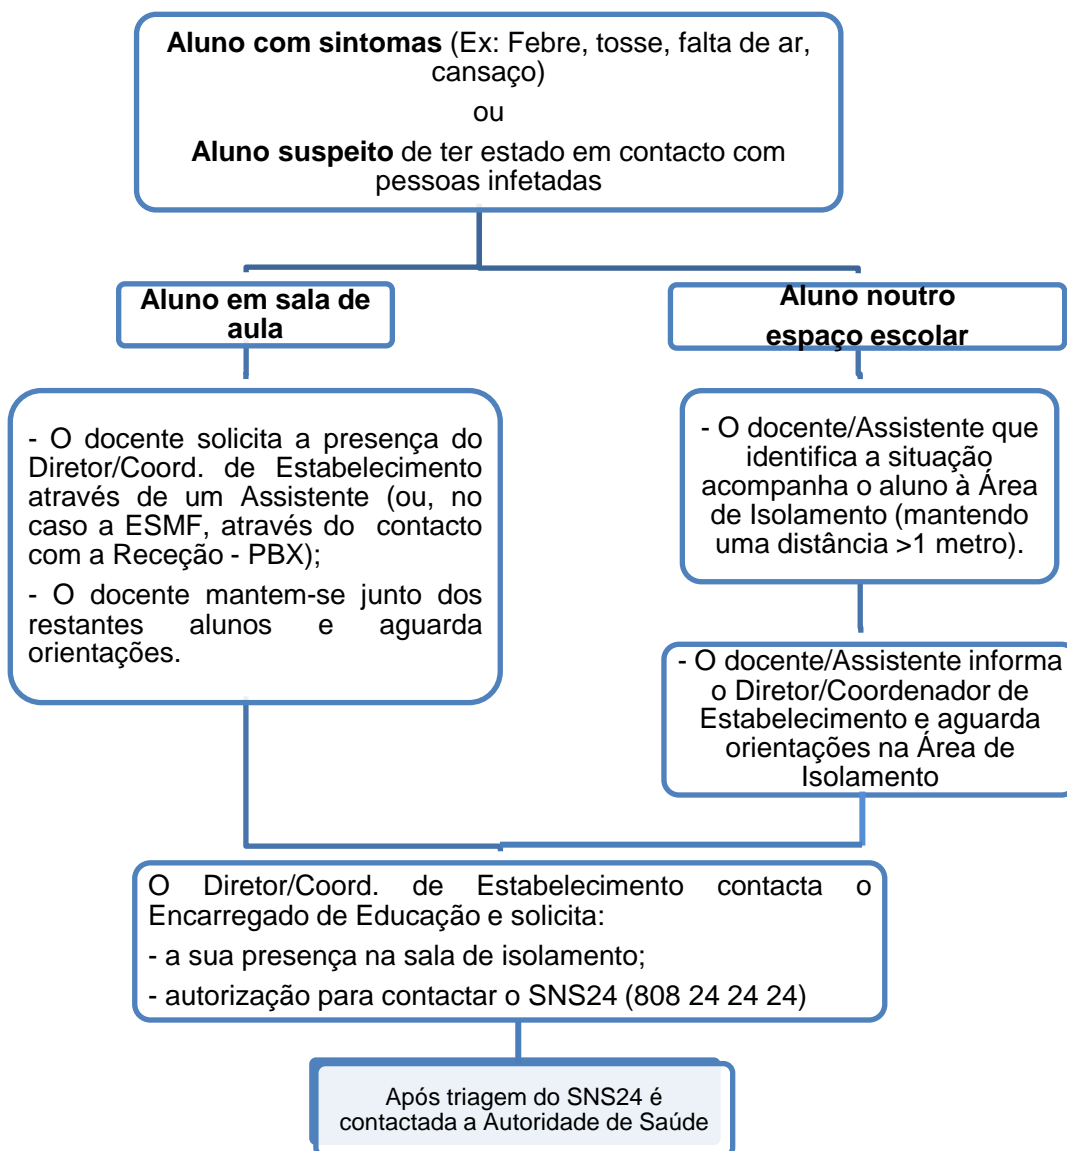 Aluno com sintomas (Ex: Febre, tosse, falta de ar,
cansaço)
ou
Aluno suspeito de ter estado em contacto com
pessoas infetadas
Aluno em sala de
aula
- O docente solicita a presença do
Diretor/Coord. de Estabelecimento
através de um Assistente (ou, no
caso a ESMF, através do contacto
com a Receção - PBX);
- O docente mantem-se junto dos
restantes alunos e aguarda
orientações.
Aluno noutro
espaço escolar
- O docente/Assistente que
identifica a situação
acompanha o aluno à Área
de Isolamento (mantendo
uma distância >1 metro).
- O docente/Assistente informa
o Diretor/Coordenador de
Estabelecimento e aguarda
orientações na Área de
Isolamento
O Diretor/Coord. de Estabelecimento contacta o
Encarregado de Educação e solicita:
- a sua presença na sala de isolamento;
- autorização para contactar o SNS24 (808 24 24 24)
Após triagem do SNS24 é
contactada a Autoridade de Saúde